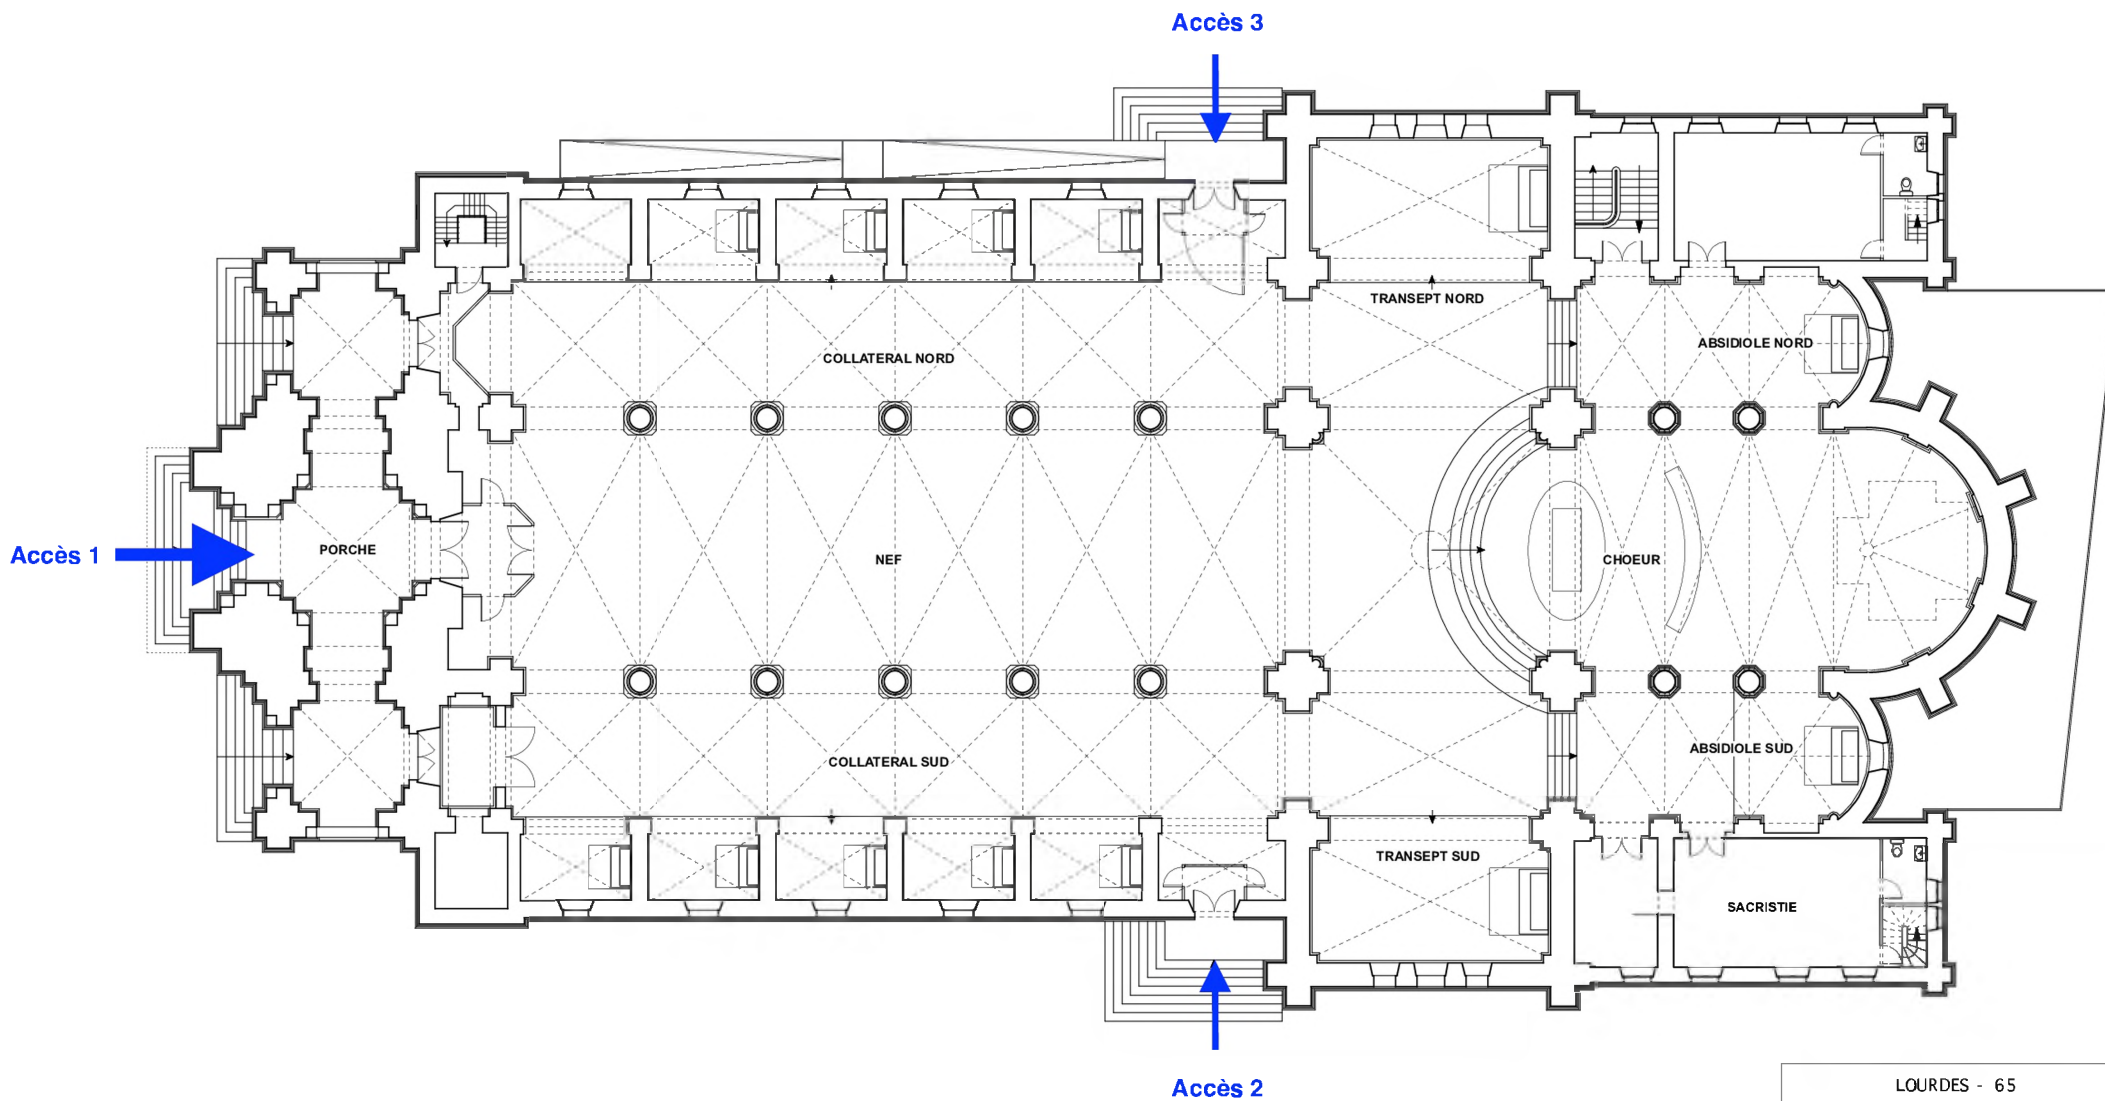 Accès 3
TRANSEPT NORD
ABSIDIOLE NORD
COLLATERAL NORD
Accès 1
PORCHE
NEF
CHOEUR
ABSIDIOLE SUD
COLLATERAL SUD
TRANSEPT SUD
SACRISTIE
Accès 2
LOURDES - 65